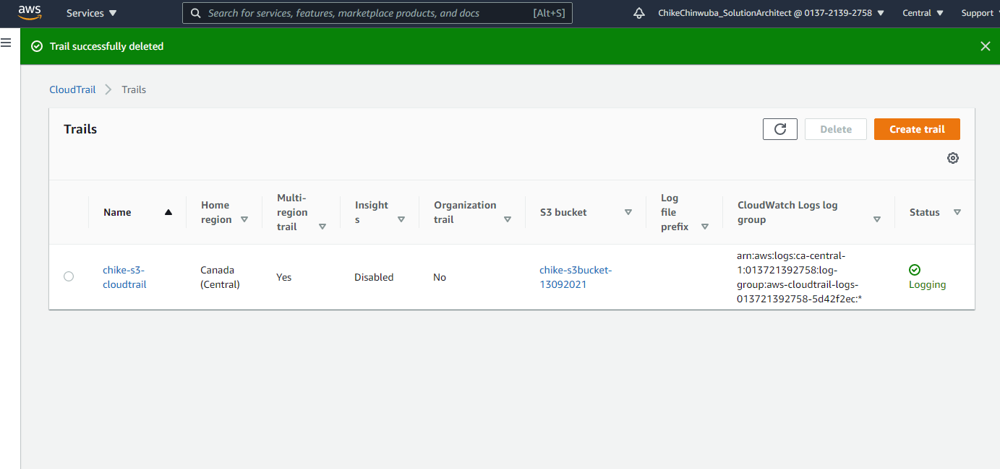 aws Services Search for services, features, marketplace products, and docs [Alt+S] ChikeChinwuba_SolutionArchitect @ 0137-2139-2758 Central Support
Trail successfully deleted
CloudTrail Trails
Trails
Delete Create trail
Name
Home
region
Multi-
region
trail
Insight
s
Organization
trail
S3 bucket
Log
file
prefix
CloudWatch Logs log
group
Status
chike-s3-
cloudtrail
Canada
(Central)
Yes
Disabled
No
chike-s3bucket-
13092021
arn:aws:logs:ca-central-
1:013721392758:log-
group:aws-cloudtrail-logs-
013721392758-5d42f2ec:*
Logging